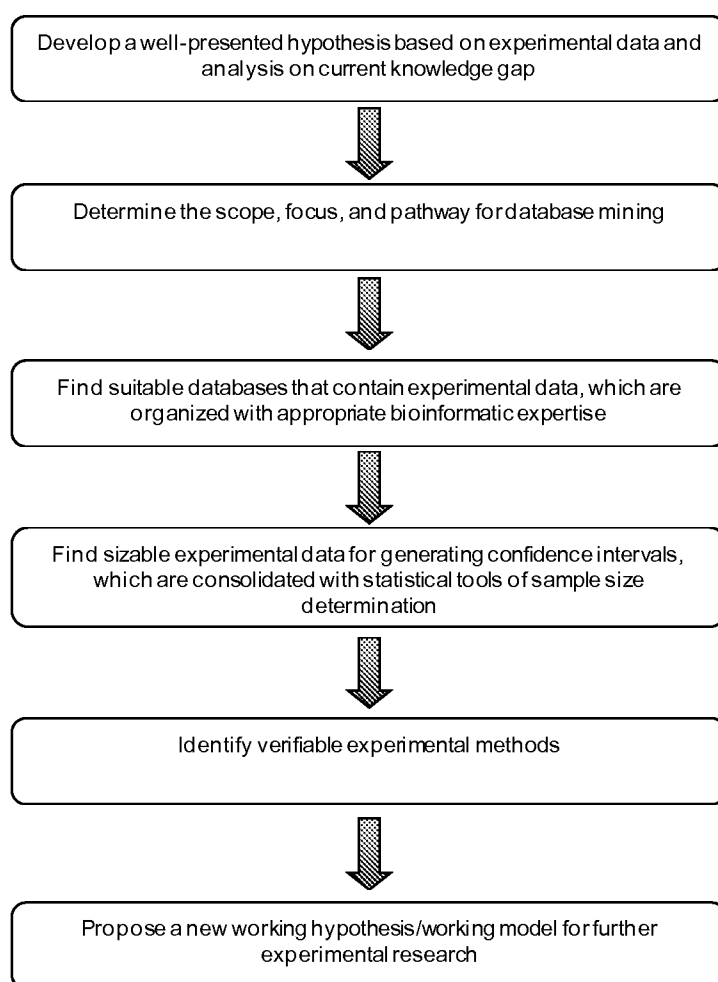 Develop a well-presented hypothesis based on experimental data and
analysis on current knowledge gap
Determine the scope, focus, and pathway for database mining
Find suitable databases that contain experimental data, which are
organized with appropriate bioinformatic expertise
Find sizable experimental data for generating confidence intervals,
which are consolidated with statistical tools of sample size
determination
Identify verifiable experimental methods
Propose a new working hypothesis/working model for further
experimental research